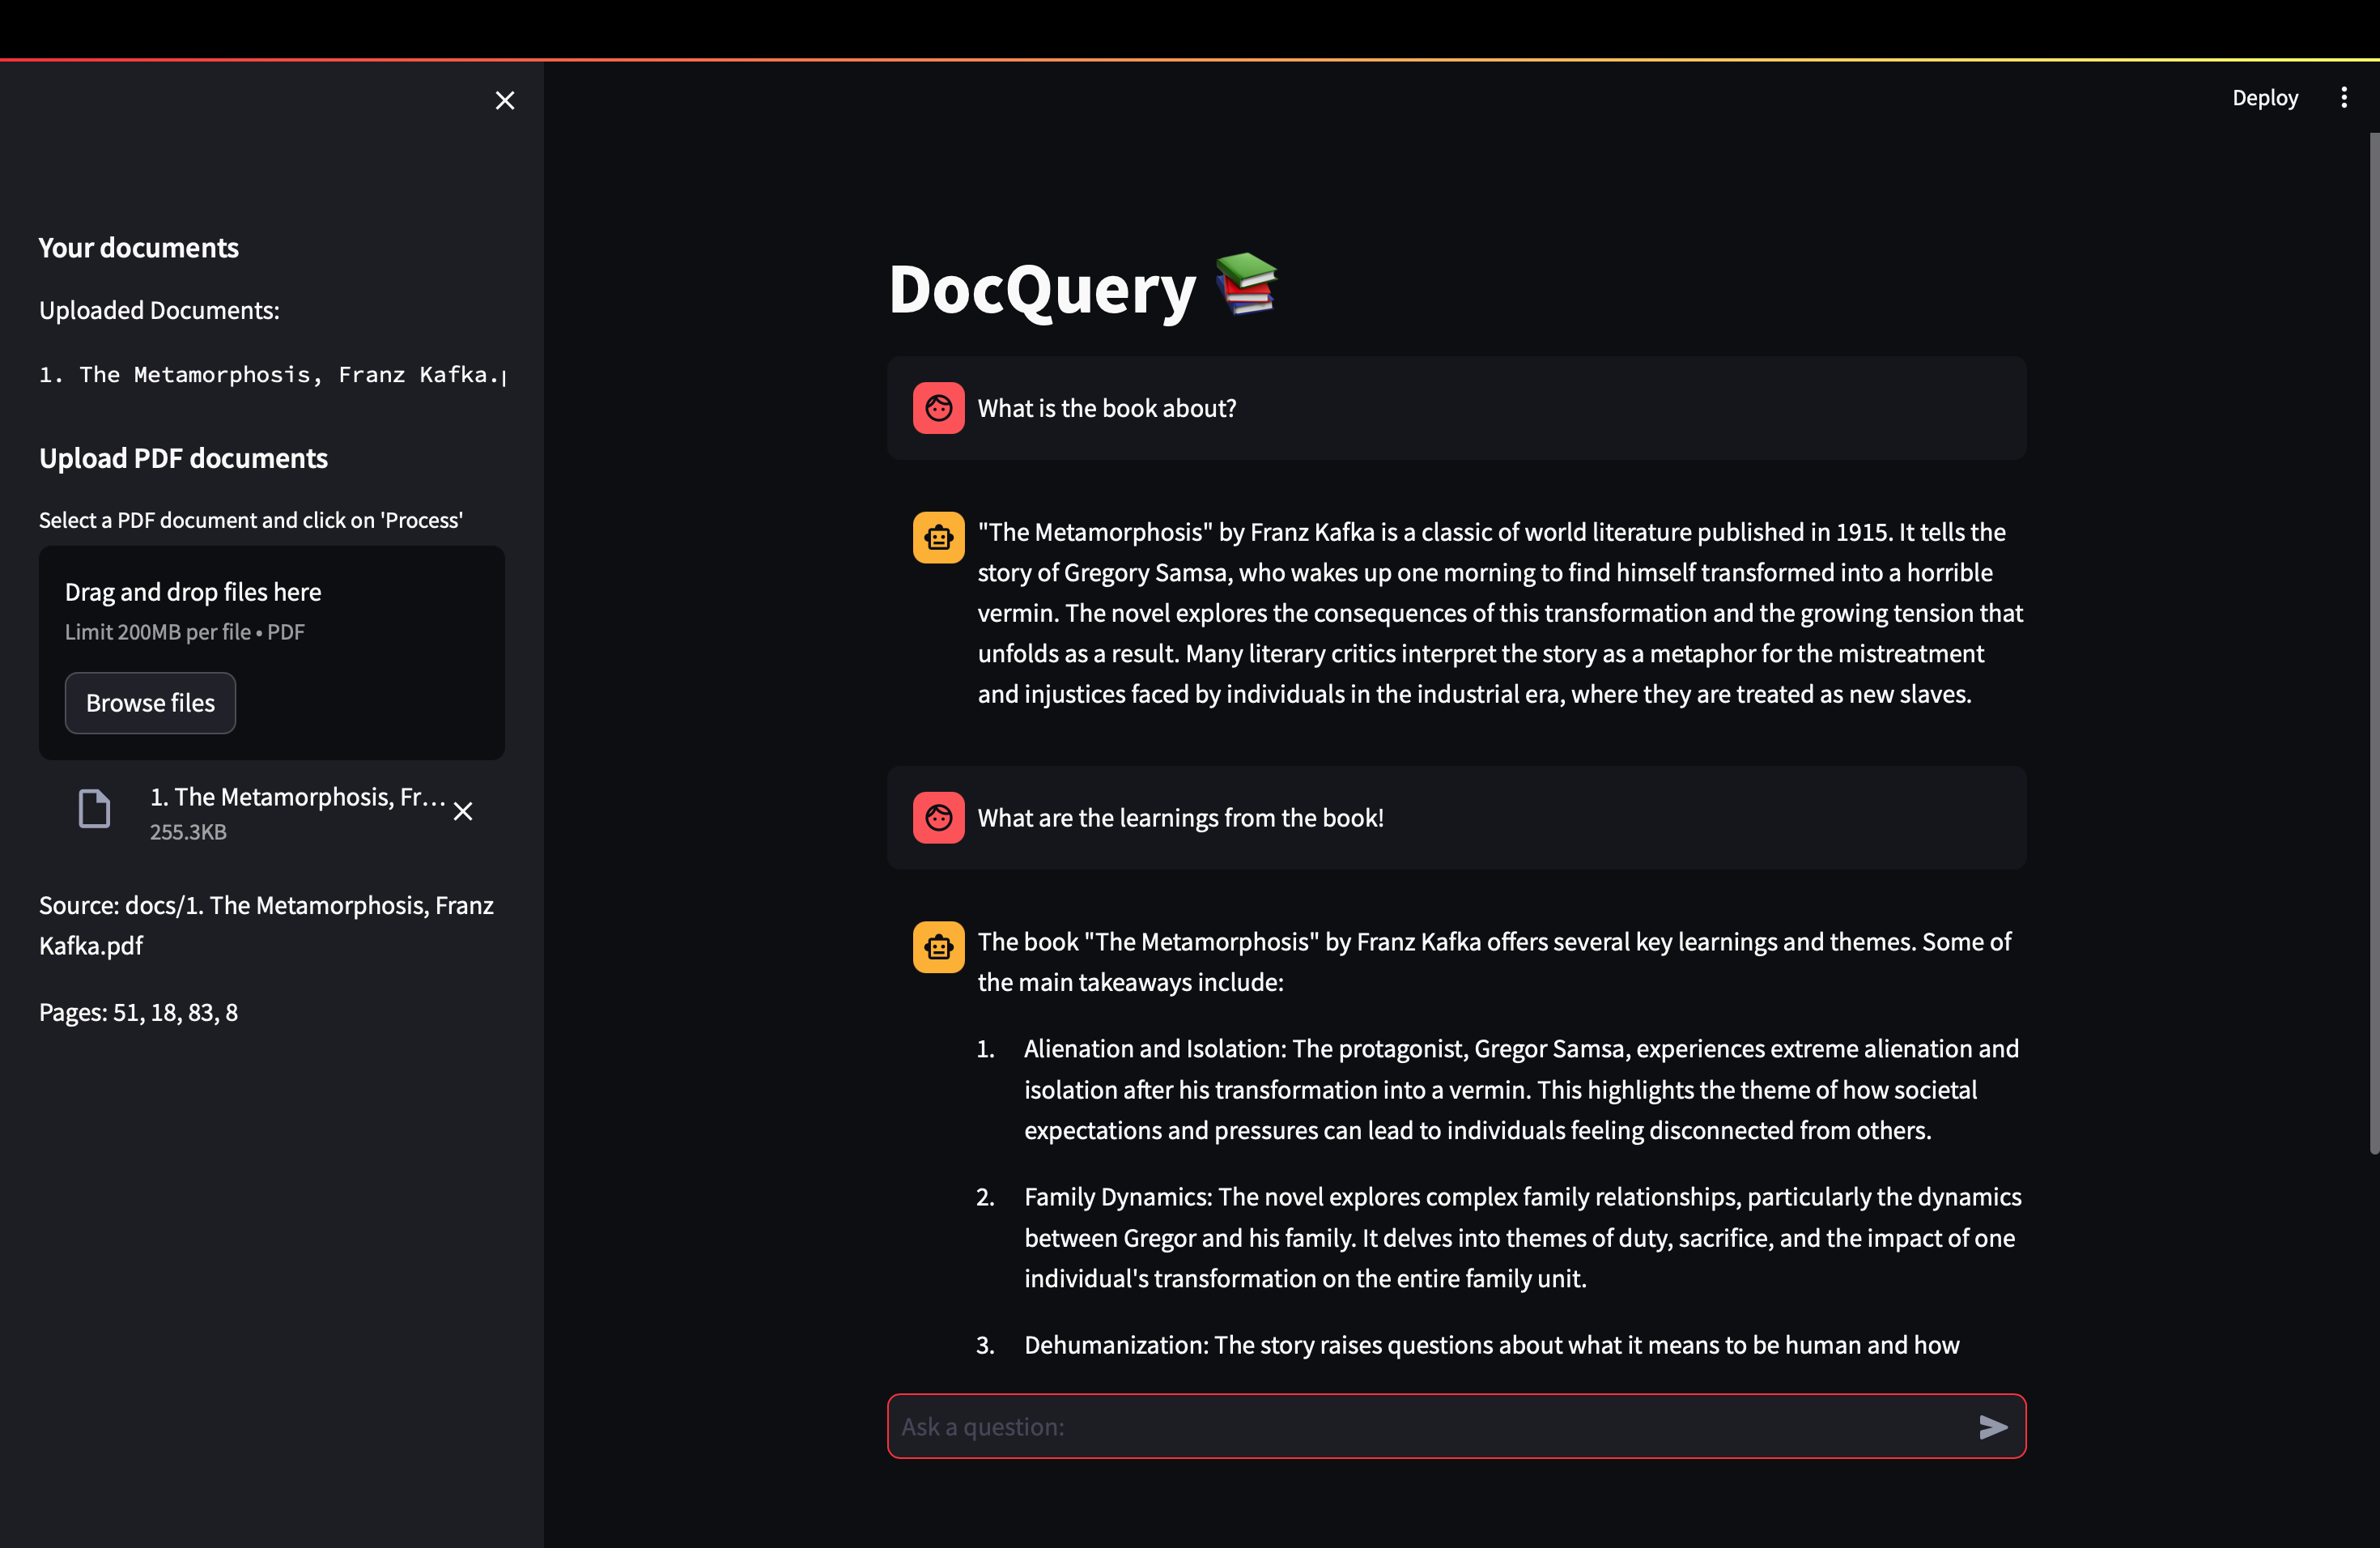 Deploy
Your documents
Uploaded Documents:
1. The Metamorphosis, Franz Kafka.p
Upload PDF documents
Select a PDF document and click on 'Process'
Drag and drop files here
Limit 200MB per file • PDF
Browse files
1. The Metamorphosis, Fr...
255.3KB
Source: docs/1. The Metamorphosis, Franz
Kafka.pdf
Pages: 51, 18, 83, 8
DocQuery
What is the book about?
"The Metamorphosis" by Franz Kafka is a classic of world literature published in 1915. It tells the
story of Gregory Samsa, who wakes up one morning to find himself transformed into a horrible
vermin. The novel explores the consequences of this transformation and the growing tension that
unfolds as a result. Many literary critics interpret the story as a metaphor for the mistreatment
and injustices faced by individuals in the industrial era, where they are treated as new slaves.
What are the learnings from the book!
The book "The Metamorphosis" by Franz Kafka offers several key learnings and themes. Some of
the main takeaways include:
1. Alienation and Isolation: The protagonist, Gregor Samsa, experiences extreme alienation and
isolation after his transformation into a vermin. This highlights the theme of how societal
expectations and pressures can lead to individuals feeling disconnected from others.
2. Family Dynamics: The novel explores complex family relationships, particularly the dynamics
between Gregor and his family. It delves into themes of duty, sacrifice, and the impact of one
individual's transformation on the entire family unit.
3. Dehumanization: The story raises questions about what it means to be human and how
Ask a question: